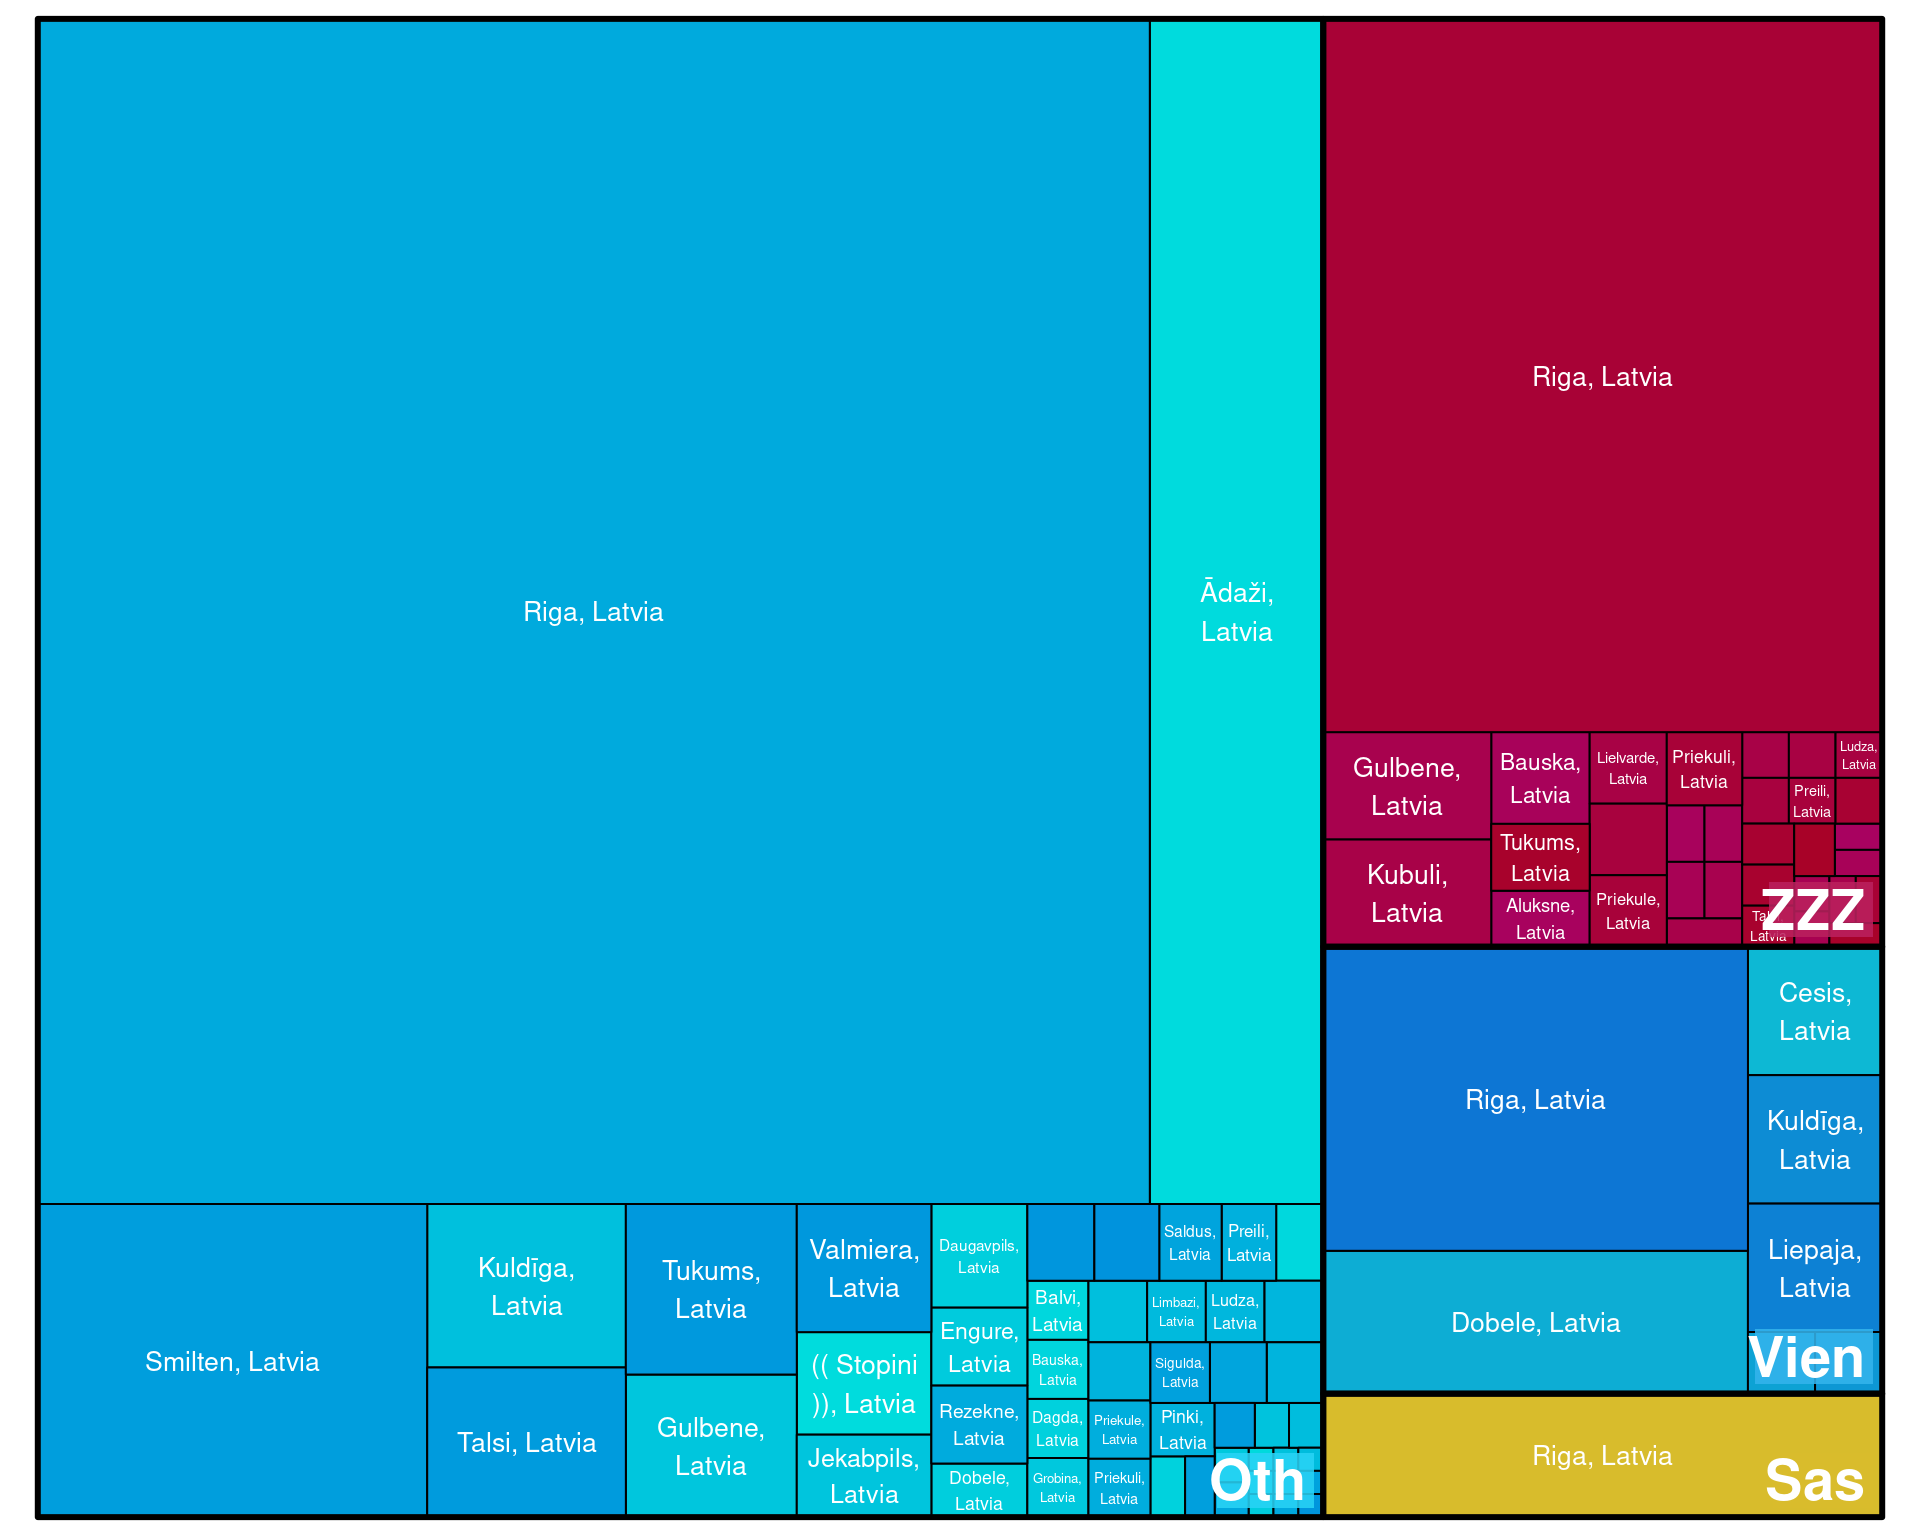 Riga, Latvia
Ādaži,
Latvia
Smilten, Latvia
Kuldīga,
Latvia
Talsi, Latvia
Tukums,
Latvia
Gulbene,
Latvia
Valmiera,
Latvia
(( Stopini
)), Latvia
Jekabpils,
Latvia
Daugavpils,
Latvia
Engure,
Latvia
Rezekne,
Latvia
Dobele,
Latvia
Saldus,
Latvia
Preili,
Latvia
Balvi,
Latvia
Limbazi,
Latvia
Ludza,
Latvia
Bauska,
Latvia
Sigulda,
Latvia
Dagda,
Latvia
Priekule,
Latvia
Pinki,
Latvia
Grobina,
Latvia
Priekuli,
Latvia
Oth
Riga, Latvia
Gulbene,
Latvia
Kubuli,
Latvia
Bauska,
Latvia
Tukums,
Latvia
Aluksne,
Latvia
Lielvarde,
Latvia
Priekule,
Latvia
Priekuli,
Latvia
Ludza,
Latvia
Preili,
Latvia
Latvia
ZZZ
Riga, Latvia
Dobele, Latvia
Cesis,
Latvia
Kuldīga,
Latvia
Liepaja,
Latvia
Vien
Riga, Latvia
Sas